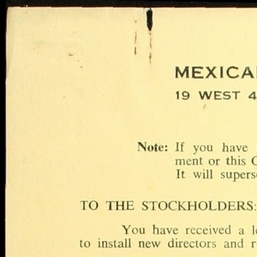 MEXICA
19 WEST 4
Note: If you have
ment or this
It will supers
TO THE STOCKHOLDERS:
You have received a
to install new directors and